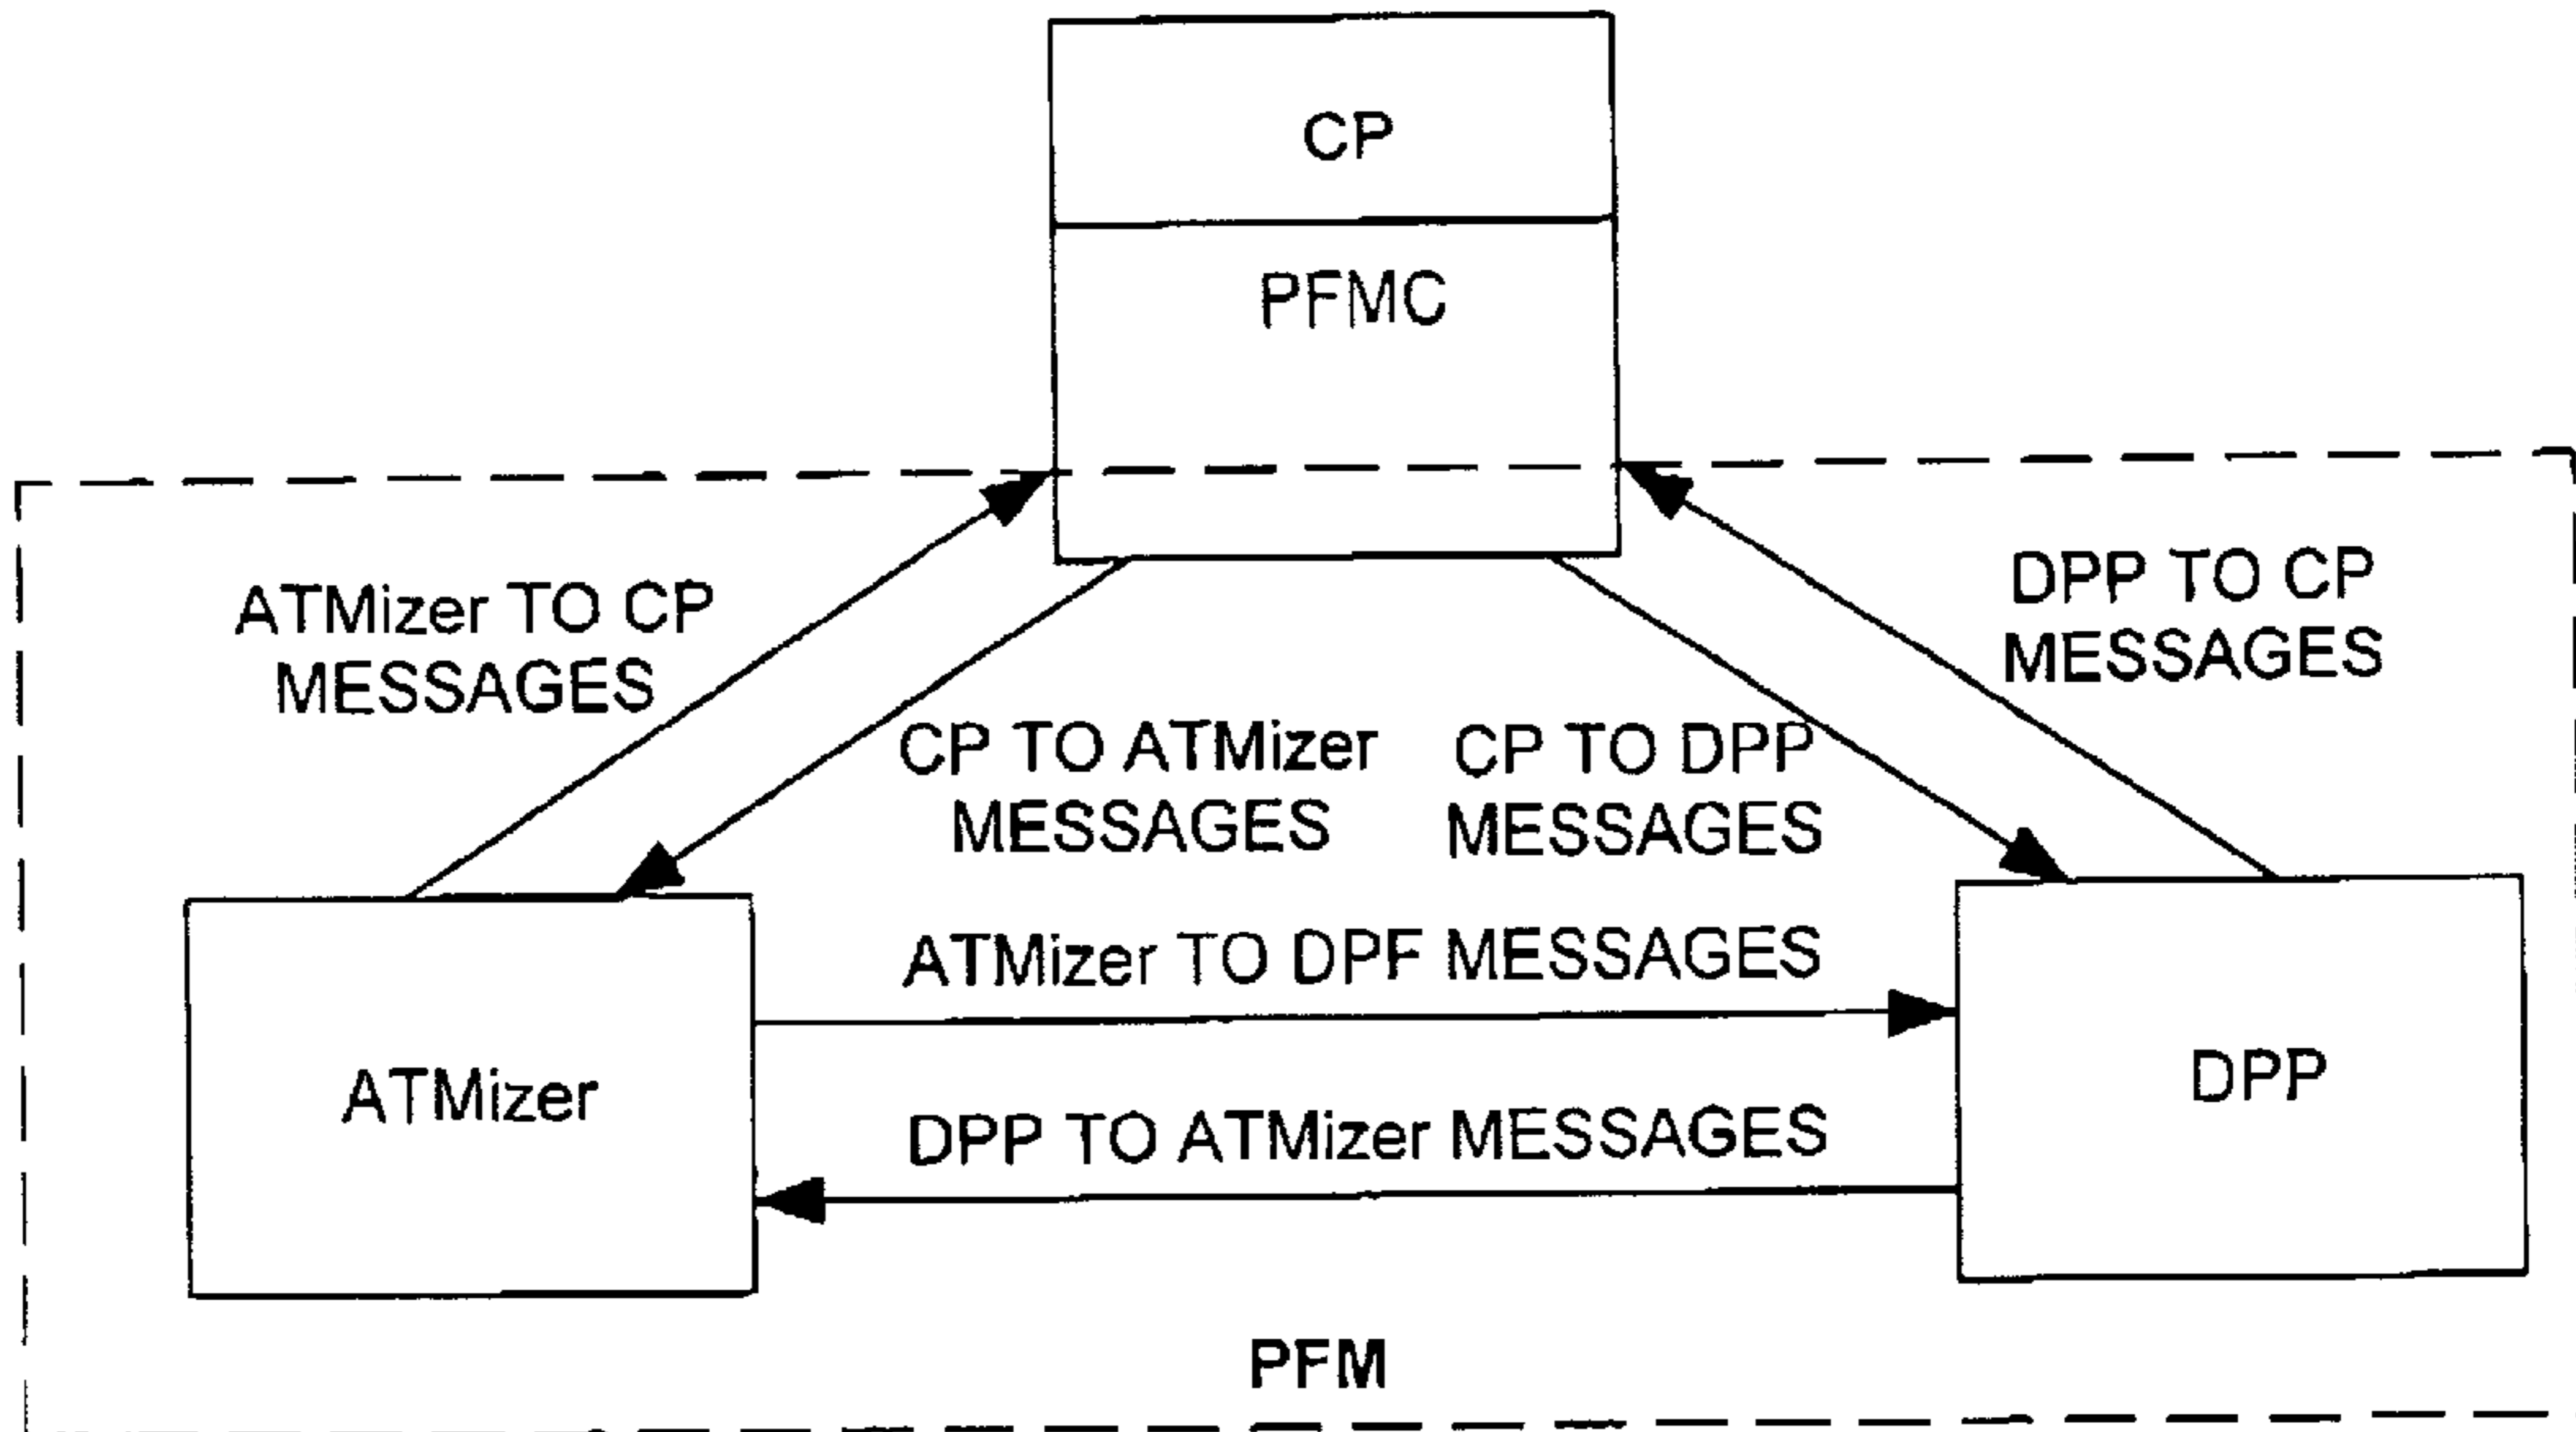 CP
PFMC
ATMizer TO CP
MESSAGES
DPP TO CP
MESSAGES
CP TO ATMizer
MESSAGES
CP TO DPP
MESSAGES
ATMizer TO DPF MESSAGES
ATMizer
DPP
DPP TO ATMizer MESSAGES
PFM